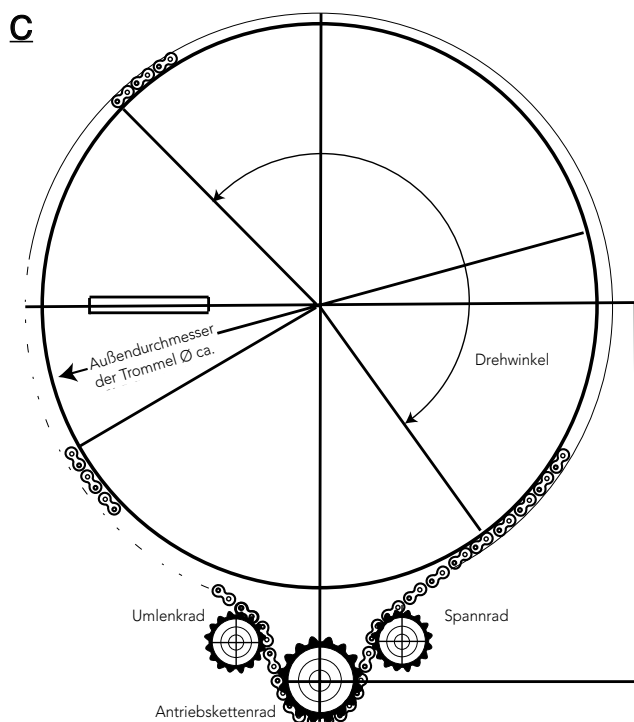 C
Drehwinkel
Außendurchmesser
der Trommel Ø ca.
Umlenkrad
Spannrad
Antriebskettenrad